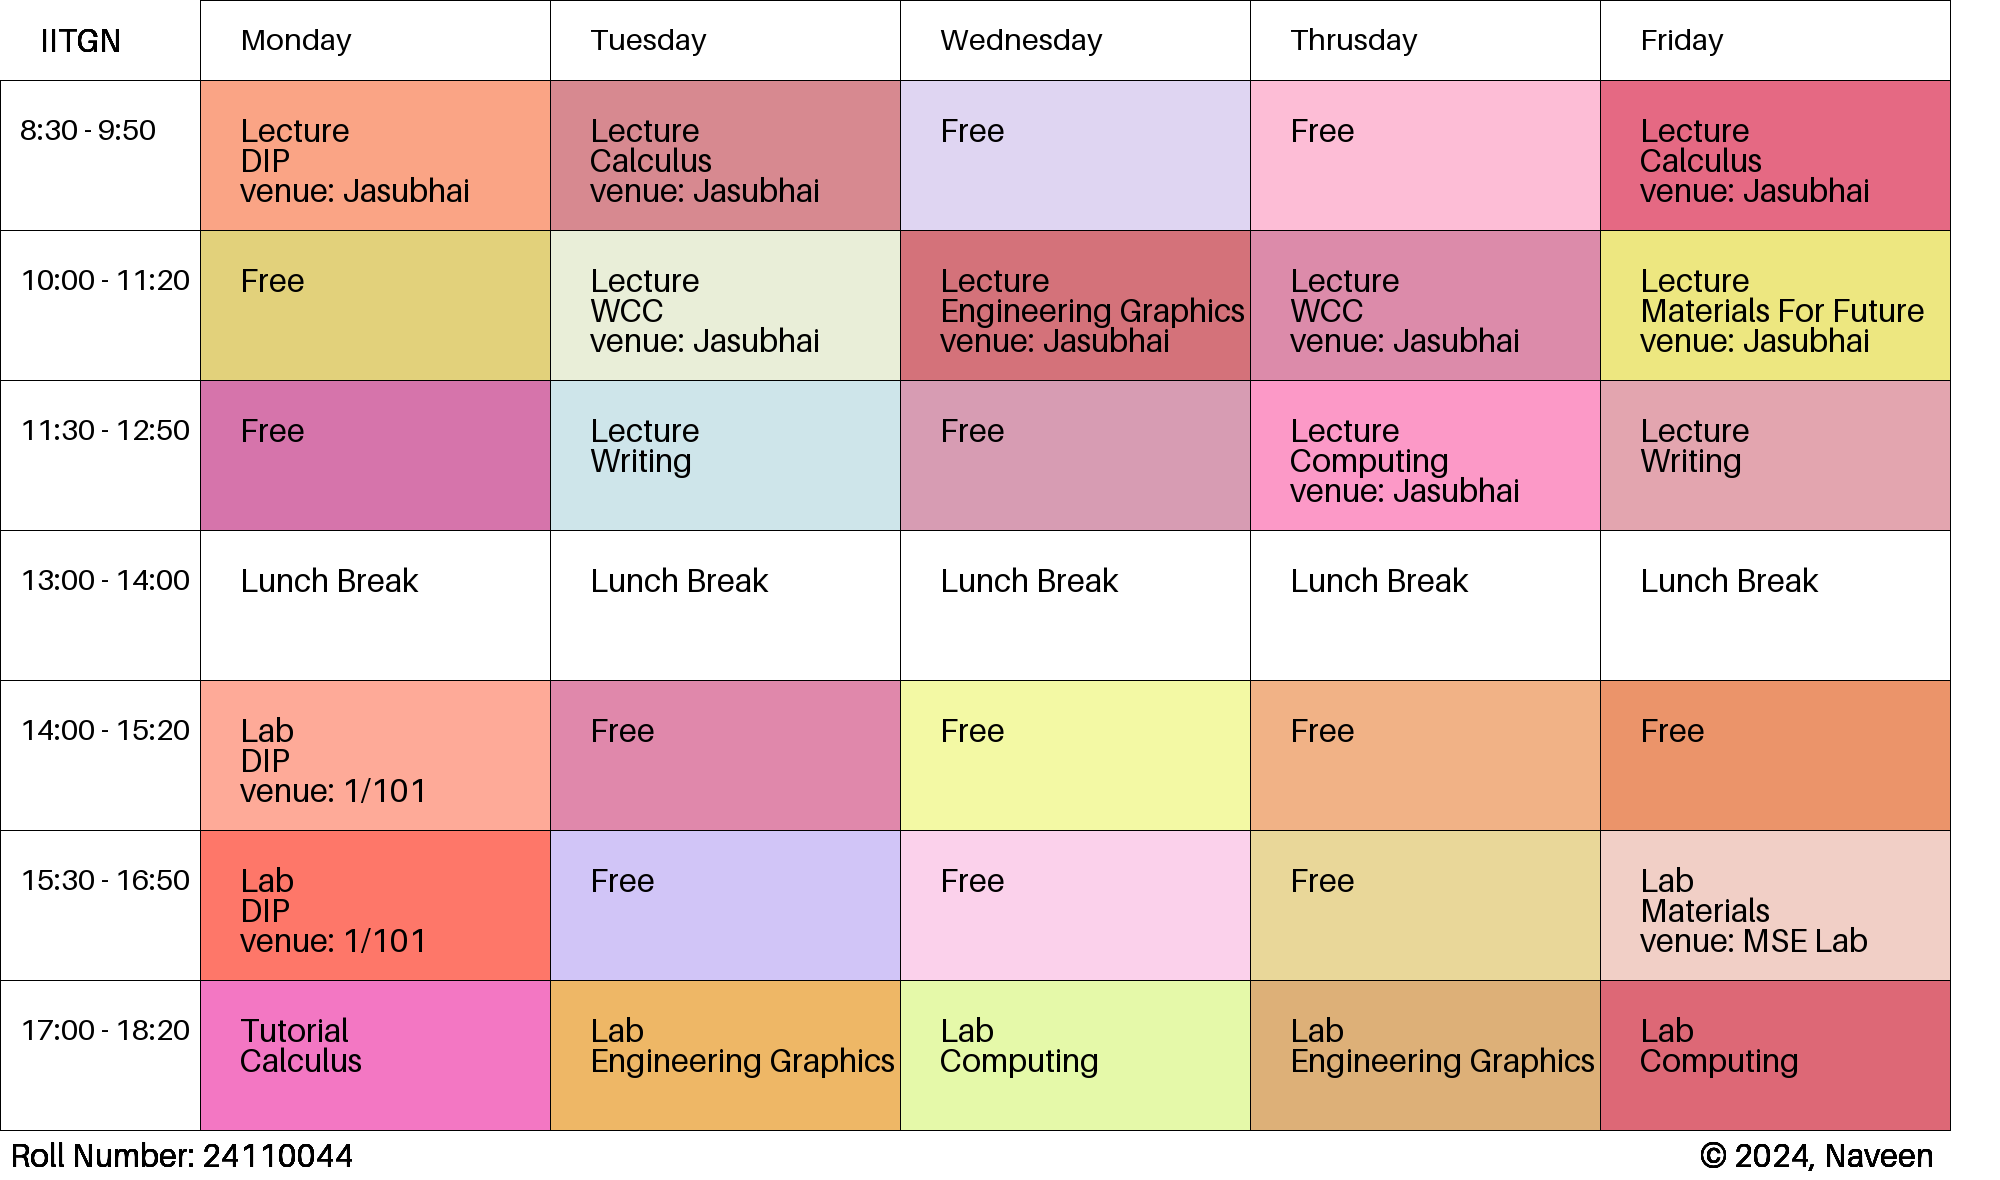 IITGN Monday Tuesday Wednesday Thrusday Friday
8:30 - 9:50
Lecture
DIP
venue: Jasubhai
Lecture
Calculus
venue: Jasubhai
Free
Free
Lecture
Calculus
venue: Jasubhai
10:00 - 11:20
Free
Lecture
WCC
venue: Jasubhai
Lecture
Engineering Graphics
venue: Jasubhai
Lecture
WCC
venue: Jasubhai
Lecture
Materials For Future
venue: Jasubhai
11:30 - 12:50
Free
Lecture
Writing
Free
Lecture
Computing
venue: Jasubhai
Lecture
Writing
13:00 - 14:00
Lunch Break
Lunch Break
Lunch Break
Lunch Break
Lunch Break
14:00 - 15:20
Lab
DIP
venue: 1/101
Free
Free
Free
Free
15:30 - 16:50
Lab
DIP
venue: 1/101
Free
Free
Free
Lab
Materials
venue: MSE Lab
17:00 - 18:20
Tutorial
Calculus
Lab
Engineering Graphics
Lab
Computing
Lab
Engineering Graphics
Lab
Computing
Roll Number: 24110044
© 2024, Naveen